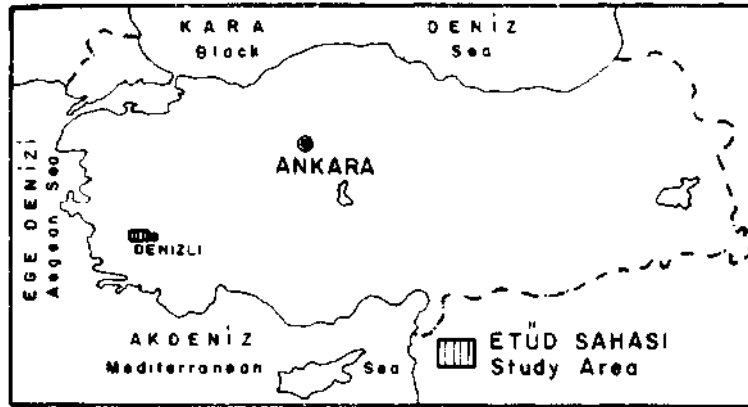 KARA DENİZ
Black Sea
EGE DENİZİ
Aegean Sea
ANKARA
DENİZLİ
AKDENİZ
Mediterranean Sea
ETÜD SAHASI
Study Area